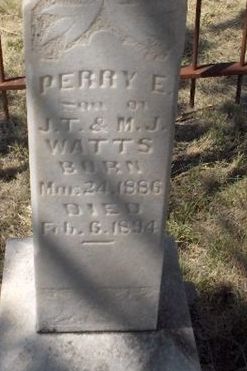 PERRY E.
SON OF
J.T. & M.J.
WATTS
BORN
Mar. 24, 1886
DIED
Feb. 6, 1894